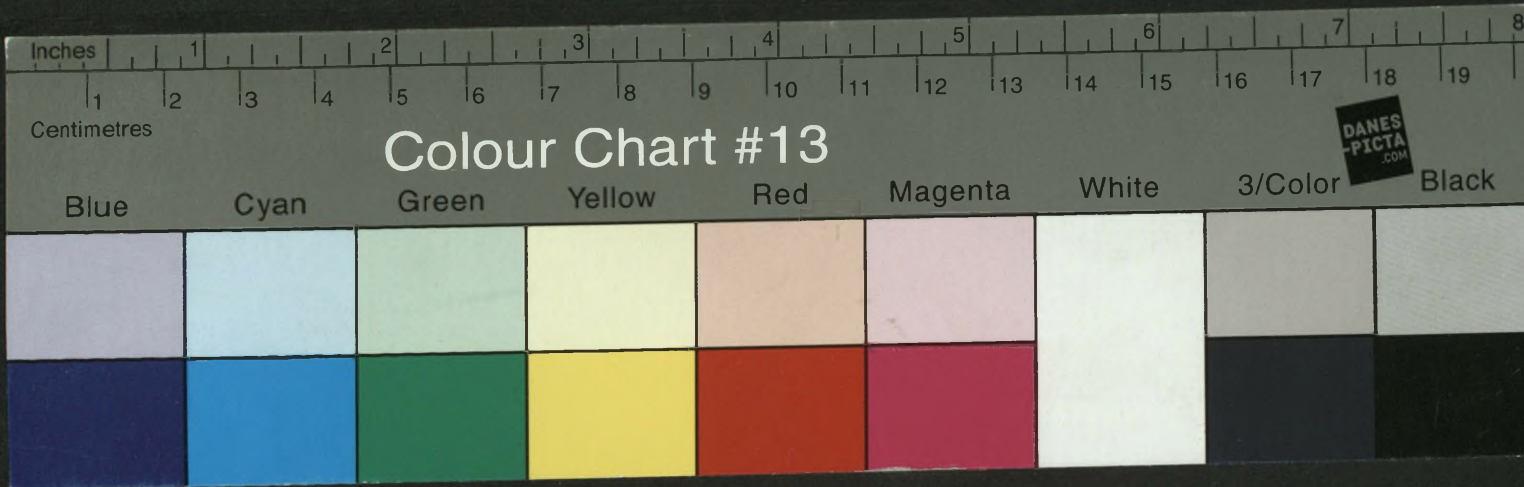 Inches 1 2 3 4 5 6 7 8
1 2 3 4 5 6 7 8 9 10 11 12 13 14 15 16 17 18 19
Centimetres
Colour Chart #13
DANES
-PICTA
.COM
Blue Cyan Green Yellow Red Magenta White 3/Color Black